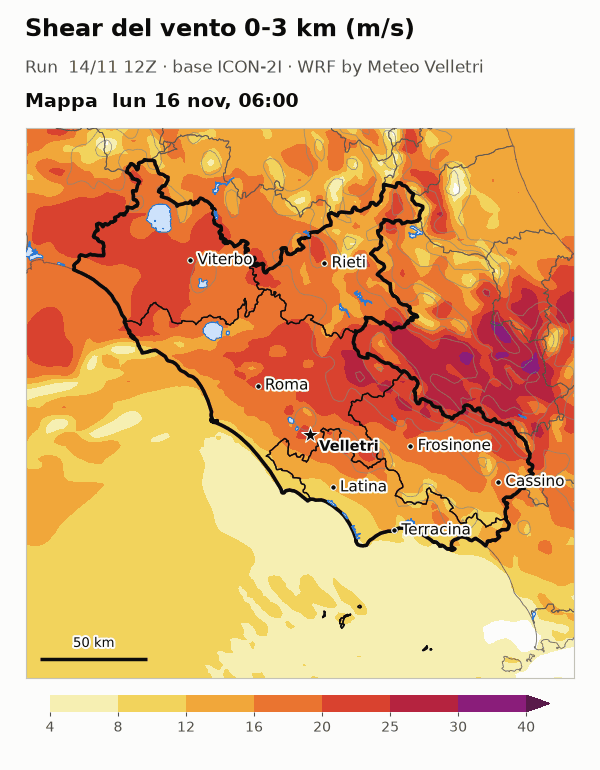 Shear del vento 0-3 km (m/s)
Run 14/11 12Z · base ICON-2I · WRF by Meteo Velletri
Mappa lun 16 nov, 06:00
Viterbo
Rieti
Roma
Velletri
Frosinone
Cassino
Latina
Terracina
50 km
4 8 12 16 20 25 30 40